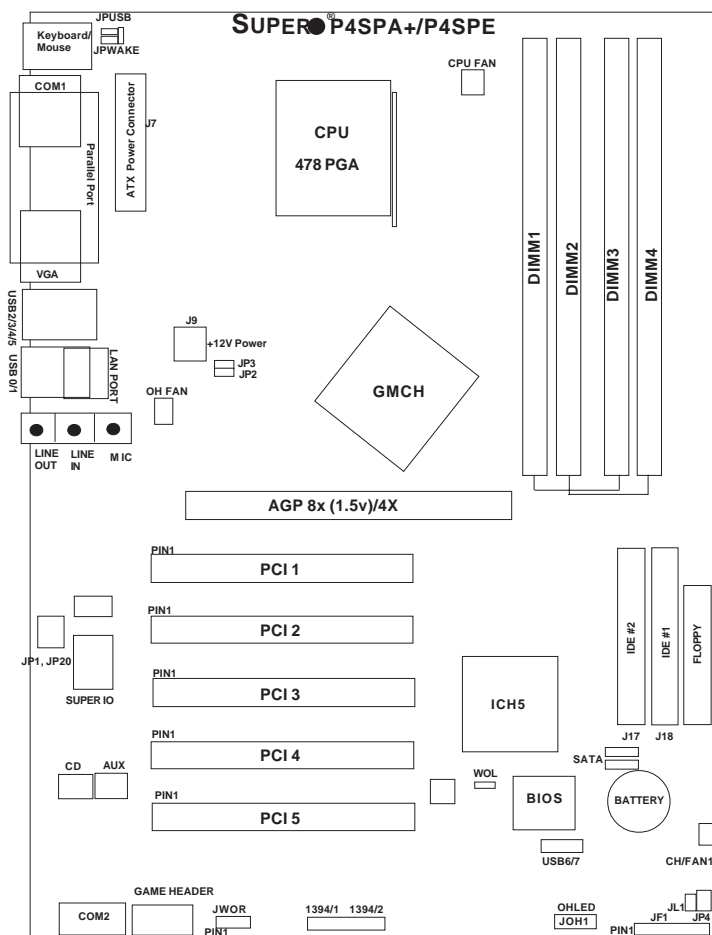 SUPER® P4SPA+/P4SPE
Keyboard/
Mouse
JPUSB
JPWAKE
CPU FAN
COM1
J7
ATX Power Connector
Parallel Port
CPU
478 PGA
DIMM1
DIMM2
DIMM3
DIMM4
VGA
USB2/3/4/5
J9
+12V Power
JP3
JP2
USB 0/1
LAN PORT
OH FAN
GMCH
LINE
OUT
LINE
IN
MIC
AGP 8x (1.5v)/4X
PIN1
PCI 1
PIN1
PCI 2
IDE #2
IDE #1
FLOPPY
JP1, JP20
SUPER IO
PIN1
PCI 3
ICH5
J17
J18
PIN1
PCI 4
SATA
CD
AUX
WOL
PIN1
PCI 5
BIOS
BATTERY
USB6/7
CH/FAN1
GAME HEADER
COM2
JWOR
PIN1
1394/1
1394/2
OHLED
JOH1
JL1
JF1
JP4
PIN1